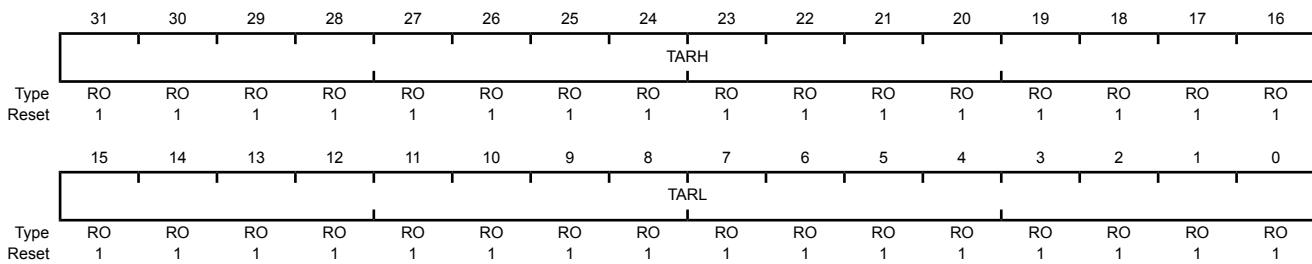 31 30 29 28 27 26 25 24 23 22 21 20 19 18 17 16
TARH
Type RO RO RO RO RO RO RO RO RO RO RO RO RO RO RO RO
Reset 1 1 1 1 1 1 1 1 1 1 1 1 1 1 1 1
15 14 13 12 11 10 9 8 7 6 5 4 3 2 1 0
TARL
Type RO RO RO RO RO RO RO RO RO RO RO RO RO RO RO RO
Reset 1 1 1 1 1 1 1 1 1 1 1 1 1 1 1 1